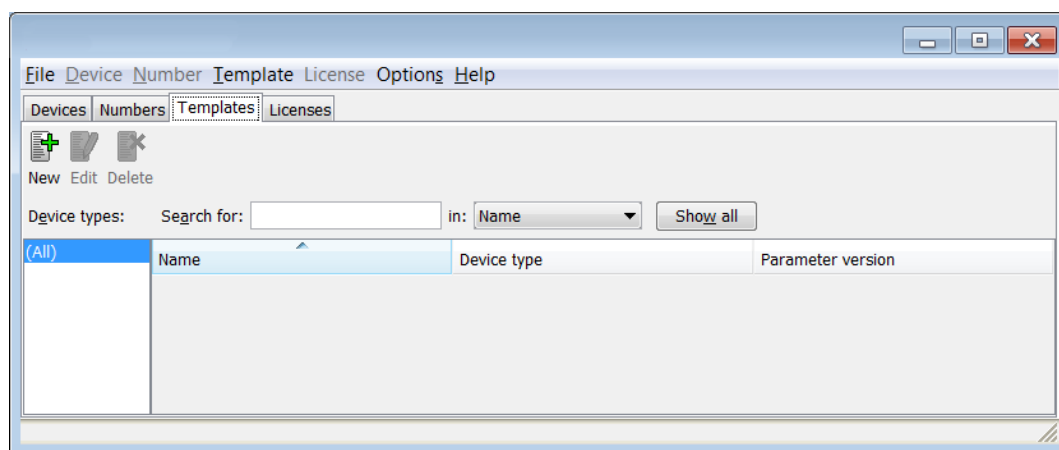 File Device Number Template License Options Help
Devices Numbers Templates Licenses
New Edit Delete
Device types: Search for: in: Name Show all
(All) Name Device type Parameter version